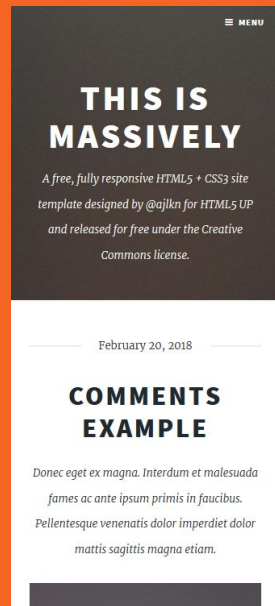 MENU
THIS IS
MASSIVELY
A free, fully responsive HTML5 + CSS3 site
template designed by @ajlkn for HTML5 UP
and released for free under the Creative
Commons license.
February 20, 2018
COMMENTS
EXAMPLE
Donec eget ex magna. Interdum et malesuada
fames ac ante ipsum primis in faucibus.
Pellentesque venenatis dolor imperdiet dolor
mattis sagittis magna etiam.